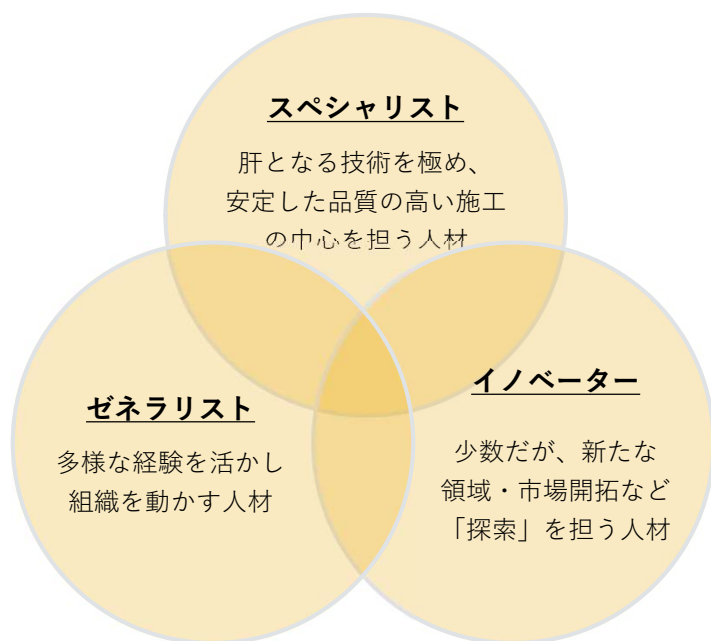 スペシャリスト
肝となる技術を極め、
安定した品質の高い施工
の中心を担う人材
ゼネラリスト
多様な経験を活かし
組織を動かす人材
イノベーター
少数だが、新たな
領域・市場開拓など
「探索」を担う人材